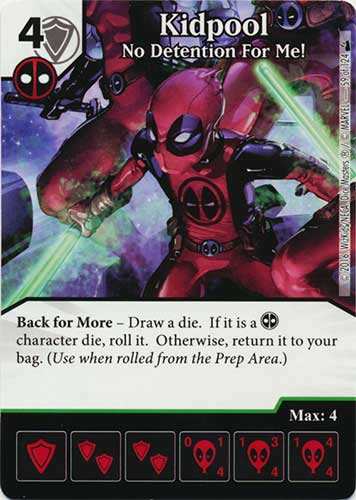 4
Kidpool
No Detention For Me!
Back for More – Draw a die. If it is a
character die, roll it. Otherwise, return it to your
bag. (Use when rolled from the Prep Area.)
Max: 4
0 1 4
1 3 4
1 4 4